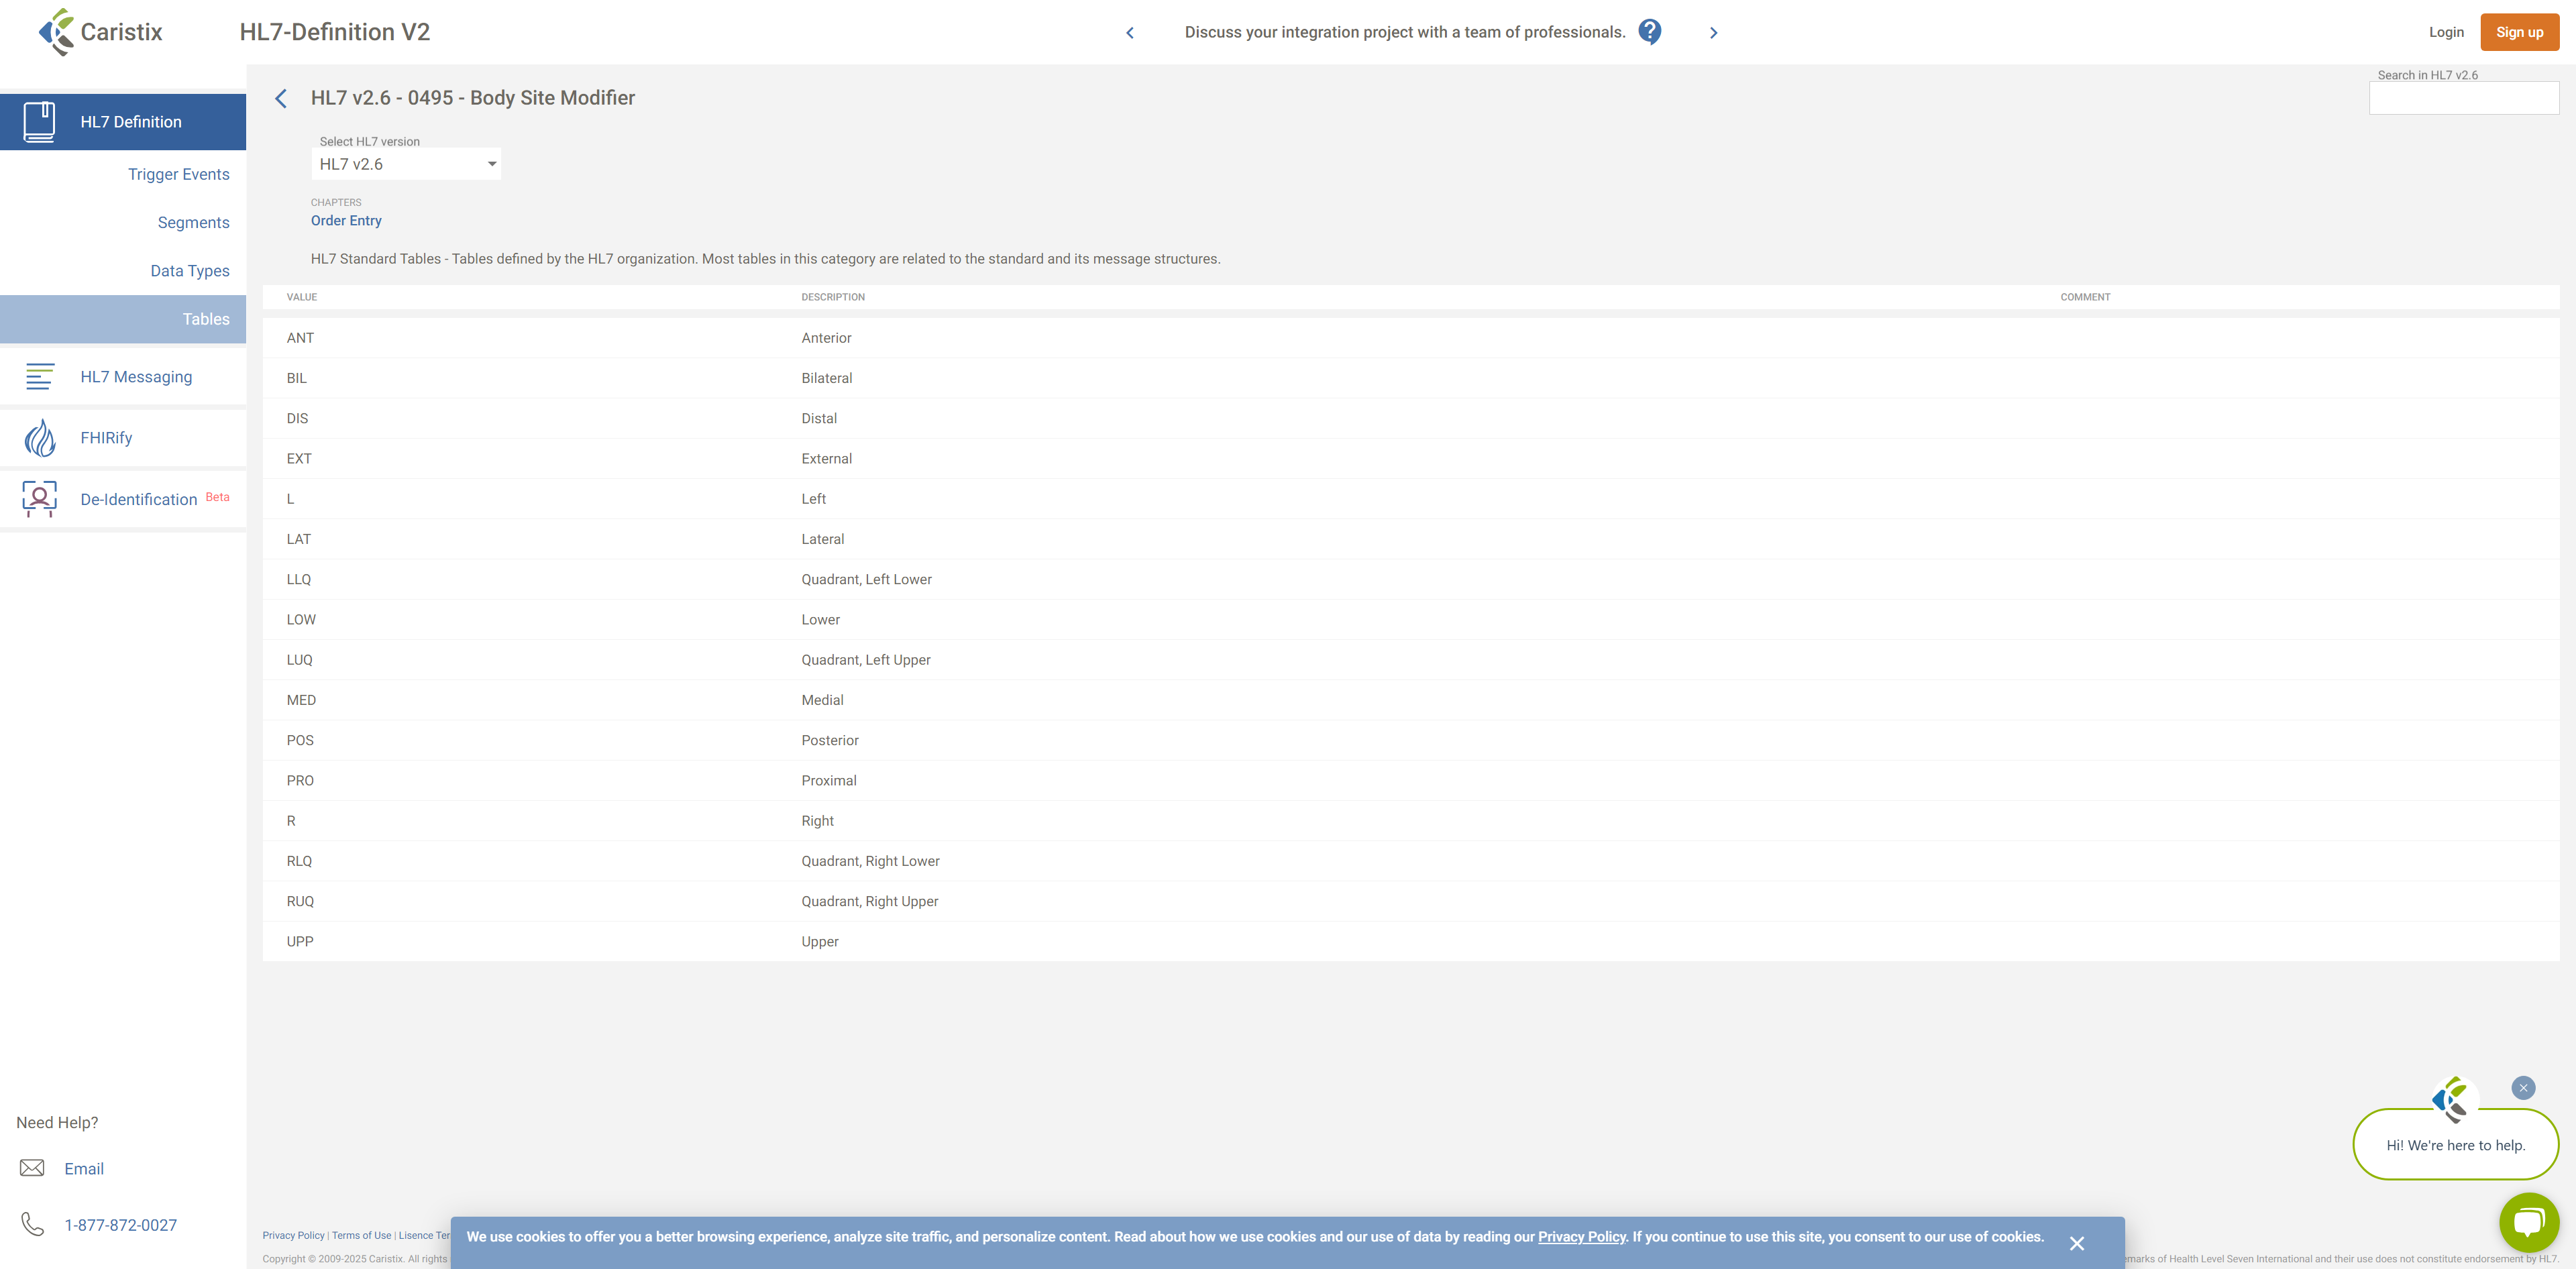 Caristix
HL7-Definition V2
Discuss your integration project with a team of professionals.
Login
Sign up
HL7 Definition
Trigger Events
Segments
Data Types
Tables
HL7 Messaging
FHIRify
De-Identification Beta
Need Help?
Email
1-877-872-0027
HL7 v2.6 - 0495 - Body Site Modifier
Search in HL7 v2.6
Select HL7 version
HL7 v2.6
CHAPTERS
Order Entry
HL7 Standard Tables - Tables defined by the HL7 organization. Most tables in this category are related to the standard and its message structures.
VALUE DESCRIPTION COMMENT
ANT Anterior
BIL Bilateral
DIS Distal
EXT External
L Left
LAT Lateral
LLQ Quadrant, Left Lower
LOW Lower
LUQ Quadrant, Left Upper
MED Medial
POS Posterior
PRO Proximal
R Right
RLQ Quadrant, Right Lower
RUQ Quadrant, Right Upper
UPP Upper
Hi! We're here to help.
Privacy Policy | Terms of Use | Lisence Ter
We use cookies to offer you a better browsing experience, analyze site traffic, and personalize content. Read about how we use cookies and our use of data by reading our Privacy Policy. If you continue to use this site, you consent to our use of cookies.
Copyright © 2009-2025 Caristix. All rights
emarks of Health Level Seven International and their use does not constitute endorsement by HL7.